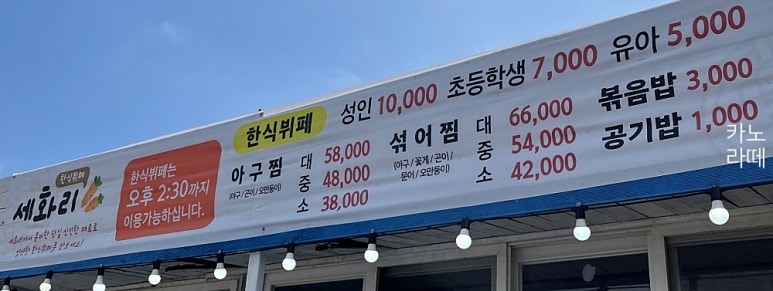 한식뷔페
세화리
한식뷔페는
오후 2:30까지
이용가능하십니다.
한식뷔페 성인 10,000 초등학생 7,000 유아 5,000
아구찜 대 58,000
(아구/곤이/오만둥이) 중 48,000
소 38,000
섞어찜 대 66,000
(아구/꽃게/곤이/ 중 54,000
문어/오만둥이) 소 42,000
볶음밥 3,000
공기밥 1,000
카노
라떼